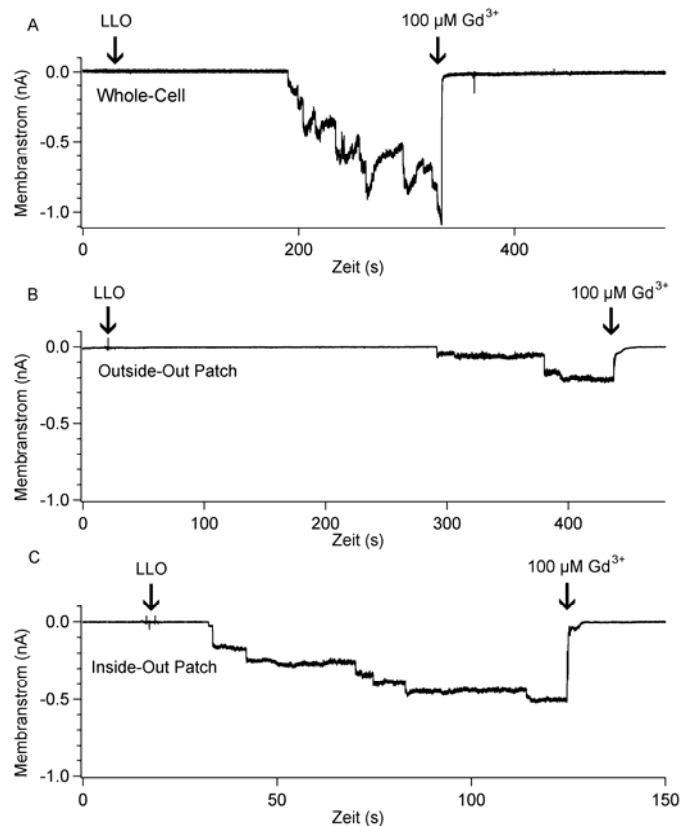 A
LLO
100 µM Gd³⁺
0.0
-0.5
-1.0
Membranstrom (nA)
Whole-Cell
0
200
400
Zeit (s)
B
LLO
100 µM Gd³⁺
0.0
-0.5
-1.0
Membranstrom (nA)
Outside-Out Patch
0
100
200
300
400
Zeit (s)
C
LLO
100 µM Gd³⁺
0.0
-0.5
-1.0
Membranstrom (nA)
Inside-Out Patch
0
50
100
150
Zeit (s)